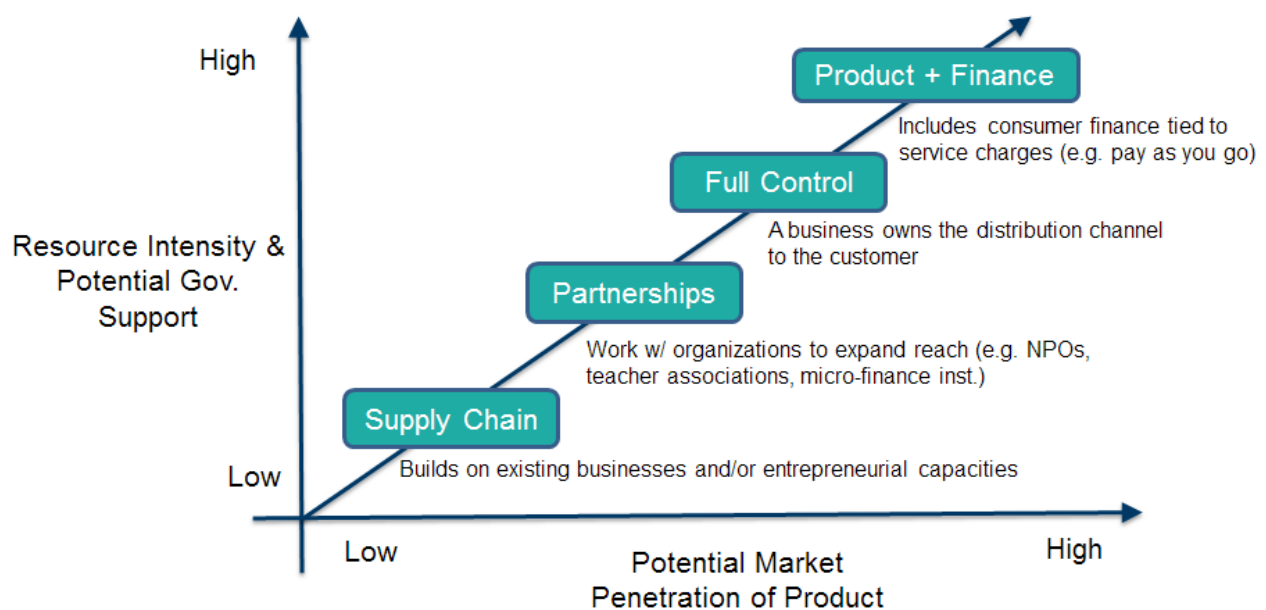 High
Product + Finance
Includes consumer finance tied to
service charges (e.g. pay as you go)
Full Control
A business owns the distribution channel
to the customer
Resource Intensity &
Potential Gov.
Support
Partnerships
Work w/ organizations to expand reach (e.g. NPOs,
teacher associations, micro-finance inst.)
Supply Chain
Builds on existing businesses and/or entrepreneurial capacities
Low
Low
High
Potential Market
Penetration of Product